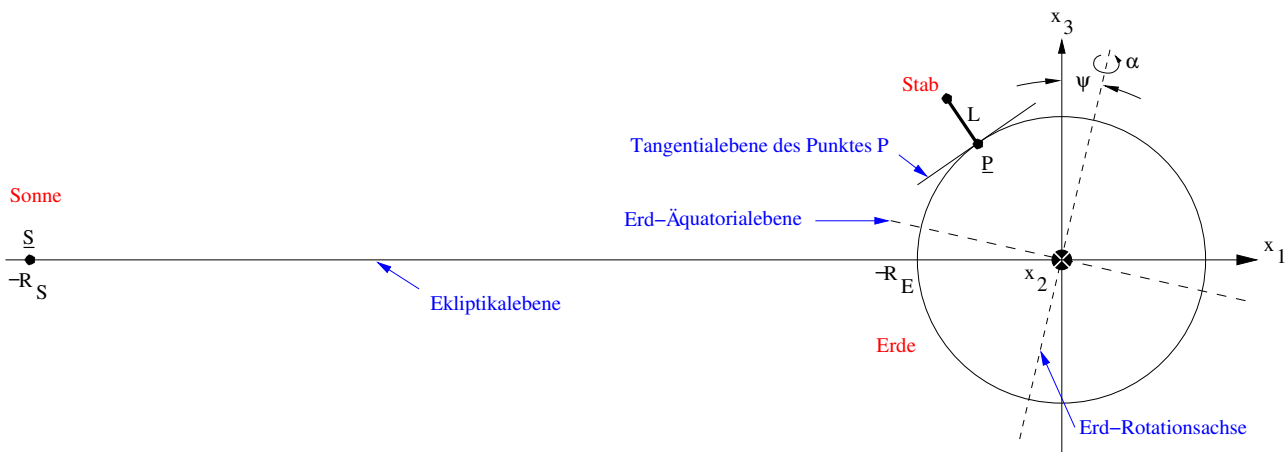 x3
α
ψ
Stab
L
Tangentialebene des Punktes P
P
Sonne
Erd−Äquatorialebene
S
x1
−RS
−RE
x2
Ekliptikalebene
Erde
Erd−Rotationsachse